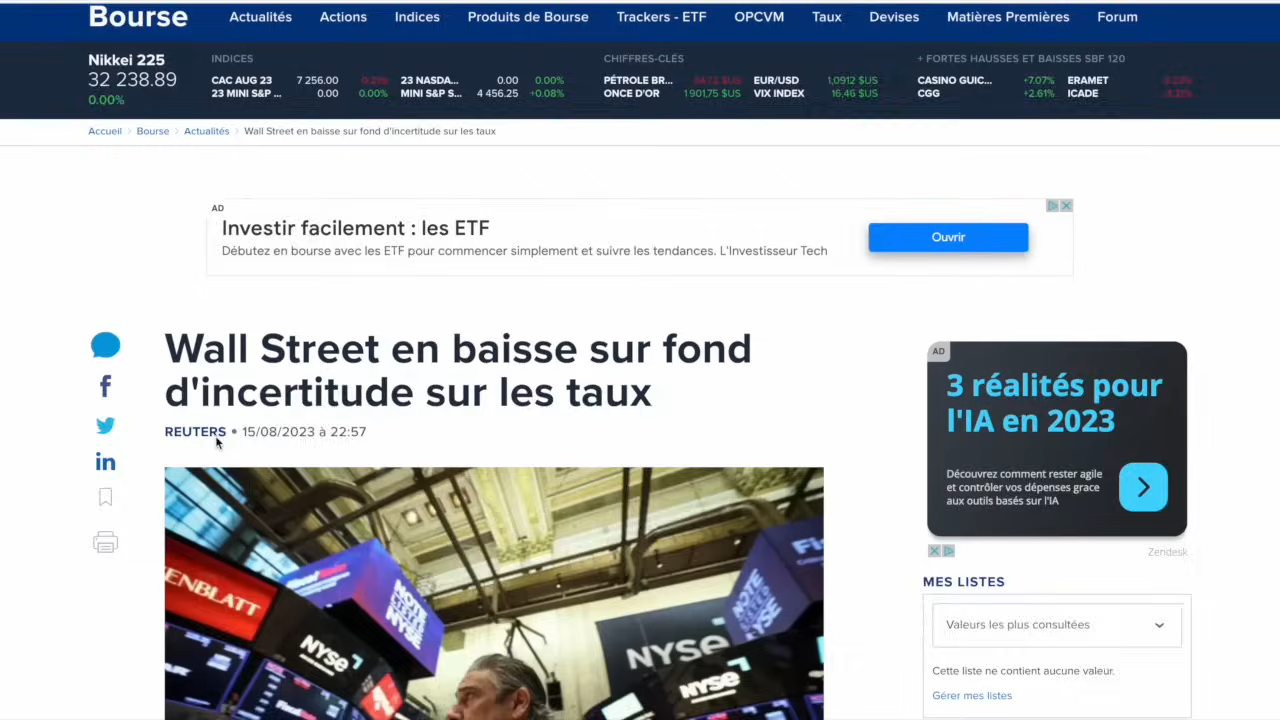 Bourse
Actualités Actions Indices Produits de Bourse Trackers - ETF OPCVM Taux Devises Matières Premières Forum
Nikkei 225
32 238.89
0.00%
INDICES
CAC AUG 23 7 256.00
23 MINI S&P ... 0.00 0.00%
23 NASDA... 0.00 0.00%
MINI S&P S... 4 456.25 +0.08%
CHIFFRES-CLÉS
PÉTROLE BR...
ONCE D'OR 1 901,75 $US
EUR/USD 1,0912 $US
VIX INDEX 16,46 $US
+ FORTES HAUSSES ET BAISSES SBF 120
CASINO GUIC... +7.07%
CGG +2.61%
ERAMET
ICADE
Accueil > Bourse > Actualités > Wall Street en baisse sur fond d'incertitude sur les taux
AD
Investir facilement : les ETF
Débutez en bourse avec les ETF pour commencer simplement et suivre les tendances. L'Investisseur Tech
Ouvrir
Wall Street en baisse sur fond
d'incertitude sur les taux
REUTERS • 15/08/2023 à 22:57
ENBLATT
NYSE
NOTE
NYSE
NYSE
NYSE
AD
3 réalités pour
l'IA en 2023
Découvrez comment rester agile
et contrôler vos dépenses grace
aux outils basés sur l'IA
Zendesk
MES LISTES
Valeurs les plus consultées
Cette liste ne contient aucune valeur.
Gérer mes listes